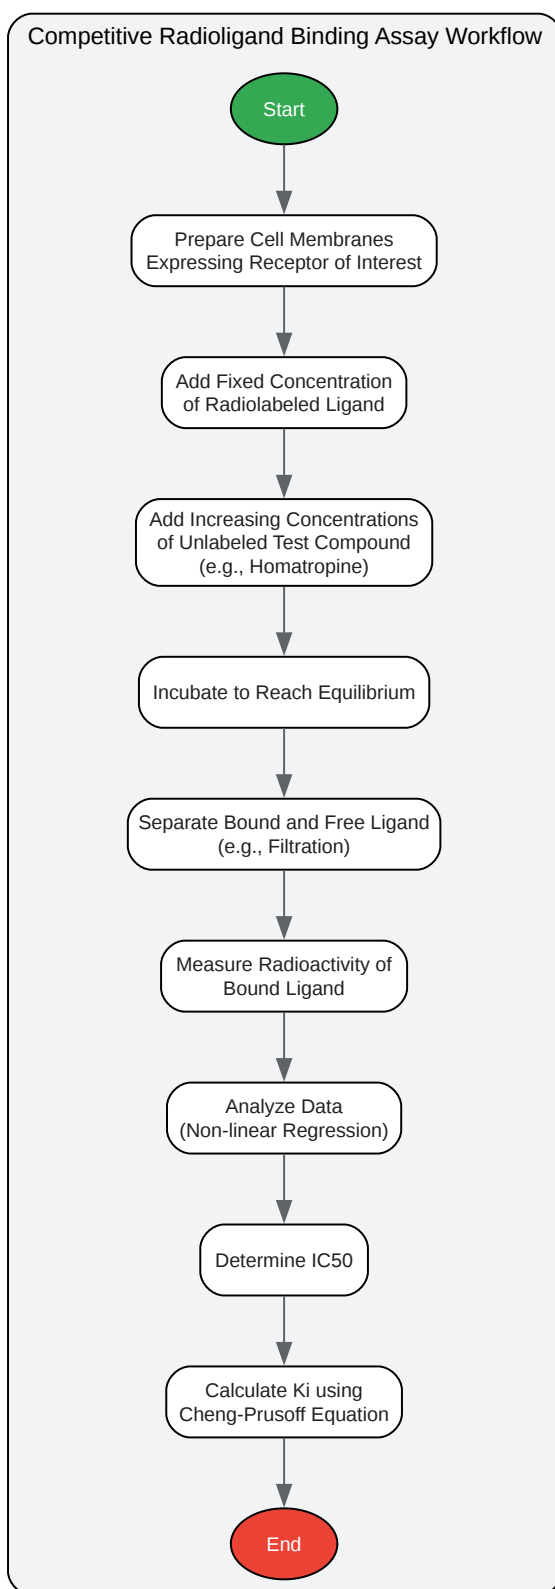 Competitive Radioligand Binding Assay Workflow
Start
Prepare Cell Membranes
Expressing Receptor of Interest
Add Fixed Concentration
of Radiolabeled Ligand
Add Increasing Concentrations
of Unlabeled Test Compound
(e.g., Homatropine)
Incubate to Reach Equilibrium
Separate Bound and Free Ligand
(e.g., Filtration)
Measure Radioactivity of
Bound Ligand
Analyze Data
(Non-linear Regression)
Determine IC50
Calculate Ki using
Cheng-Prusoff Equation
End